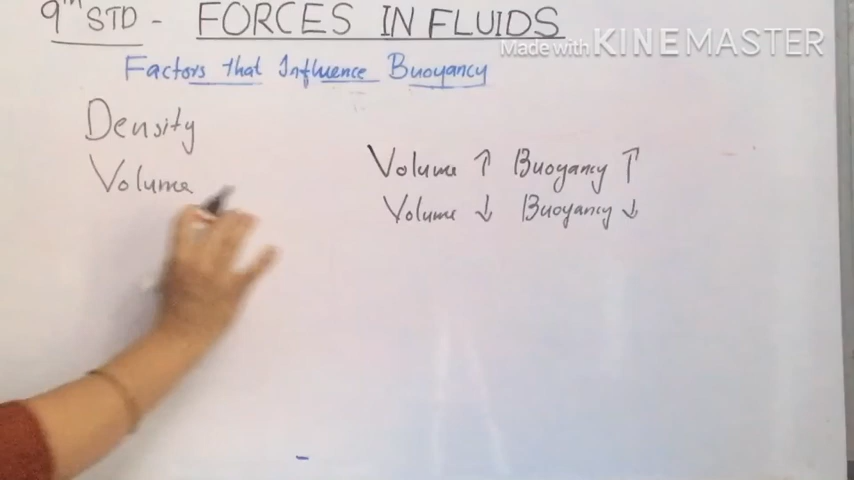 9th STD - FORCES IN FLUIDS
Made with KINEMASTER
Factors that Influence Buoyancy
Density
Volume
Volume ↑ Buoyancy ↑
Volume ↓ Buoyancy ↓